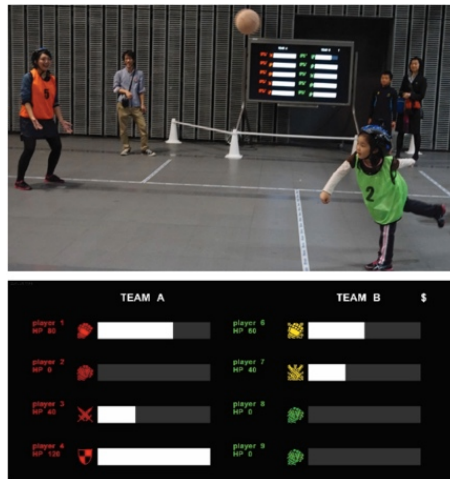 2
TEAM A
TEAM B
$
player 1
HP 80
player 6
HP 60
player 2
HP 0
player 7
HP 40
player 3
HP 40
player 8
HP 0
player 4
HP 120
player 9
HP 0